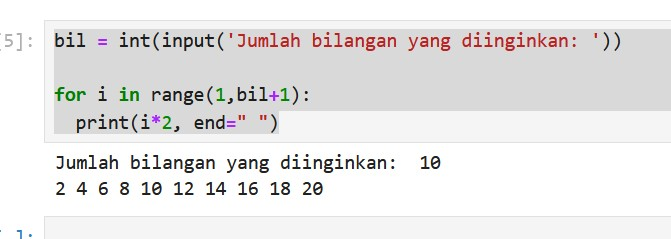 5]: bil = int(input('Jumlah bilangan yang diinginkan: '))
for i in range(1,bil+1):
print(i*2, end=" ")
Jumlah bilangan yang diinginkan: 10
2 4 6 8 10 12 14 16 18 20
]: